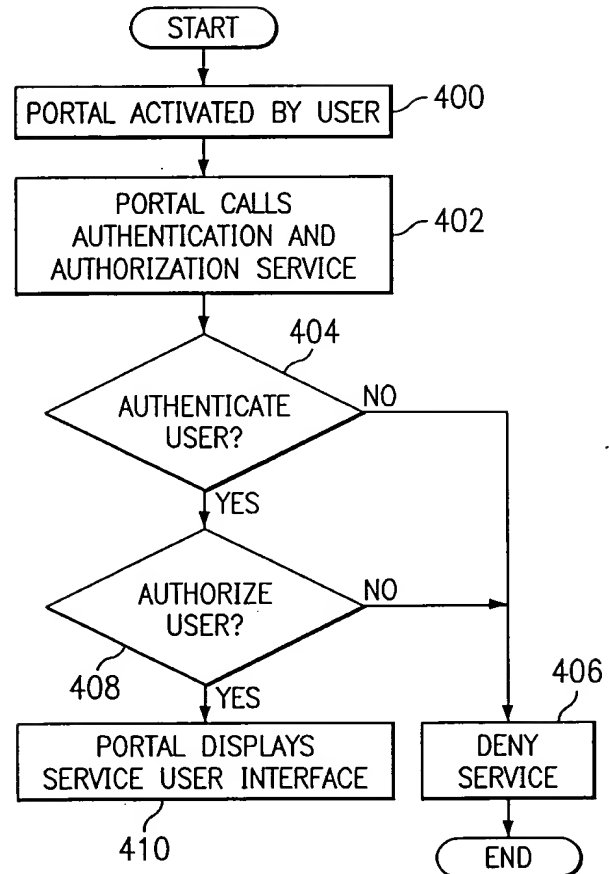 START
PORTAL ACTIVATED BY USER
400
PORTAL CALLS
AUTHENTICATION AND
AUTHORIZATION SERVICE
402
404
AUTHENTICATE
USER?
NO
YES
AUTHORIZE
USER?
NO
408
YES
406
PORTAL DISPLAYS
SERVICE USER INTERFACE
410
DENY
SERVICE
END